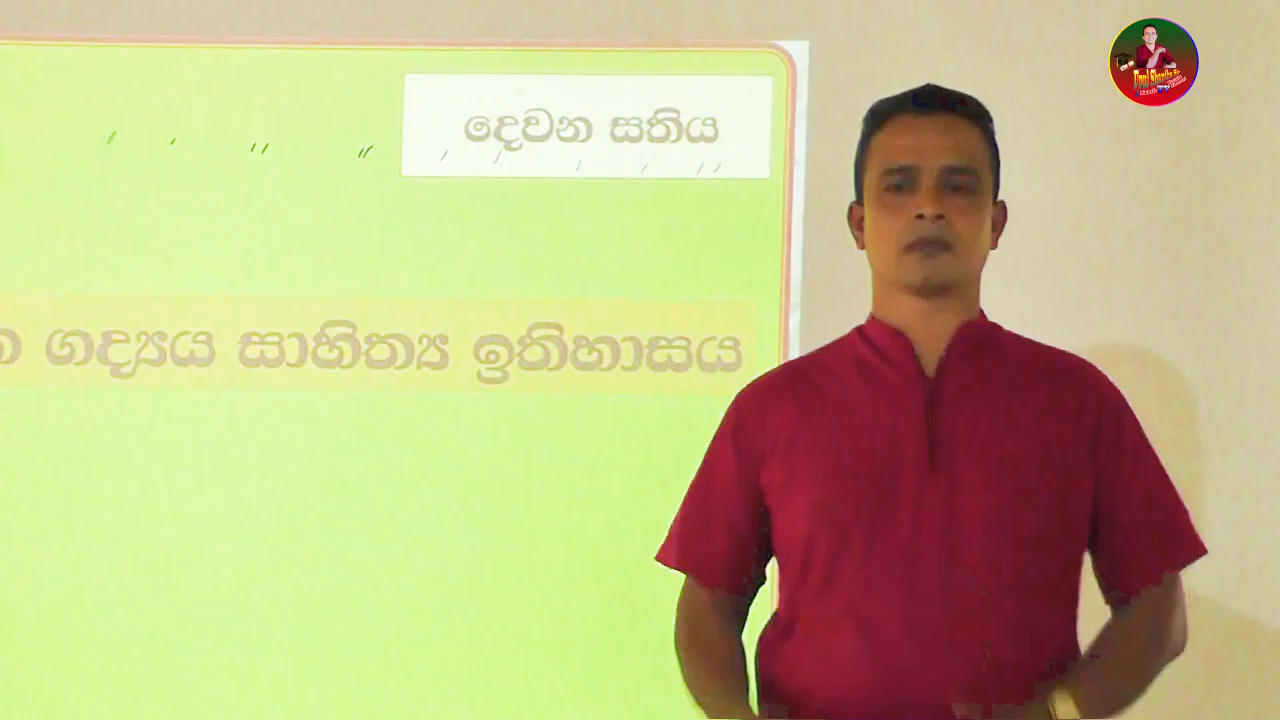 දෙවන සතිය
ගද්‍යය සාහිත්‍ය ඉතිහාසය